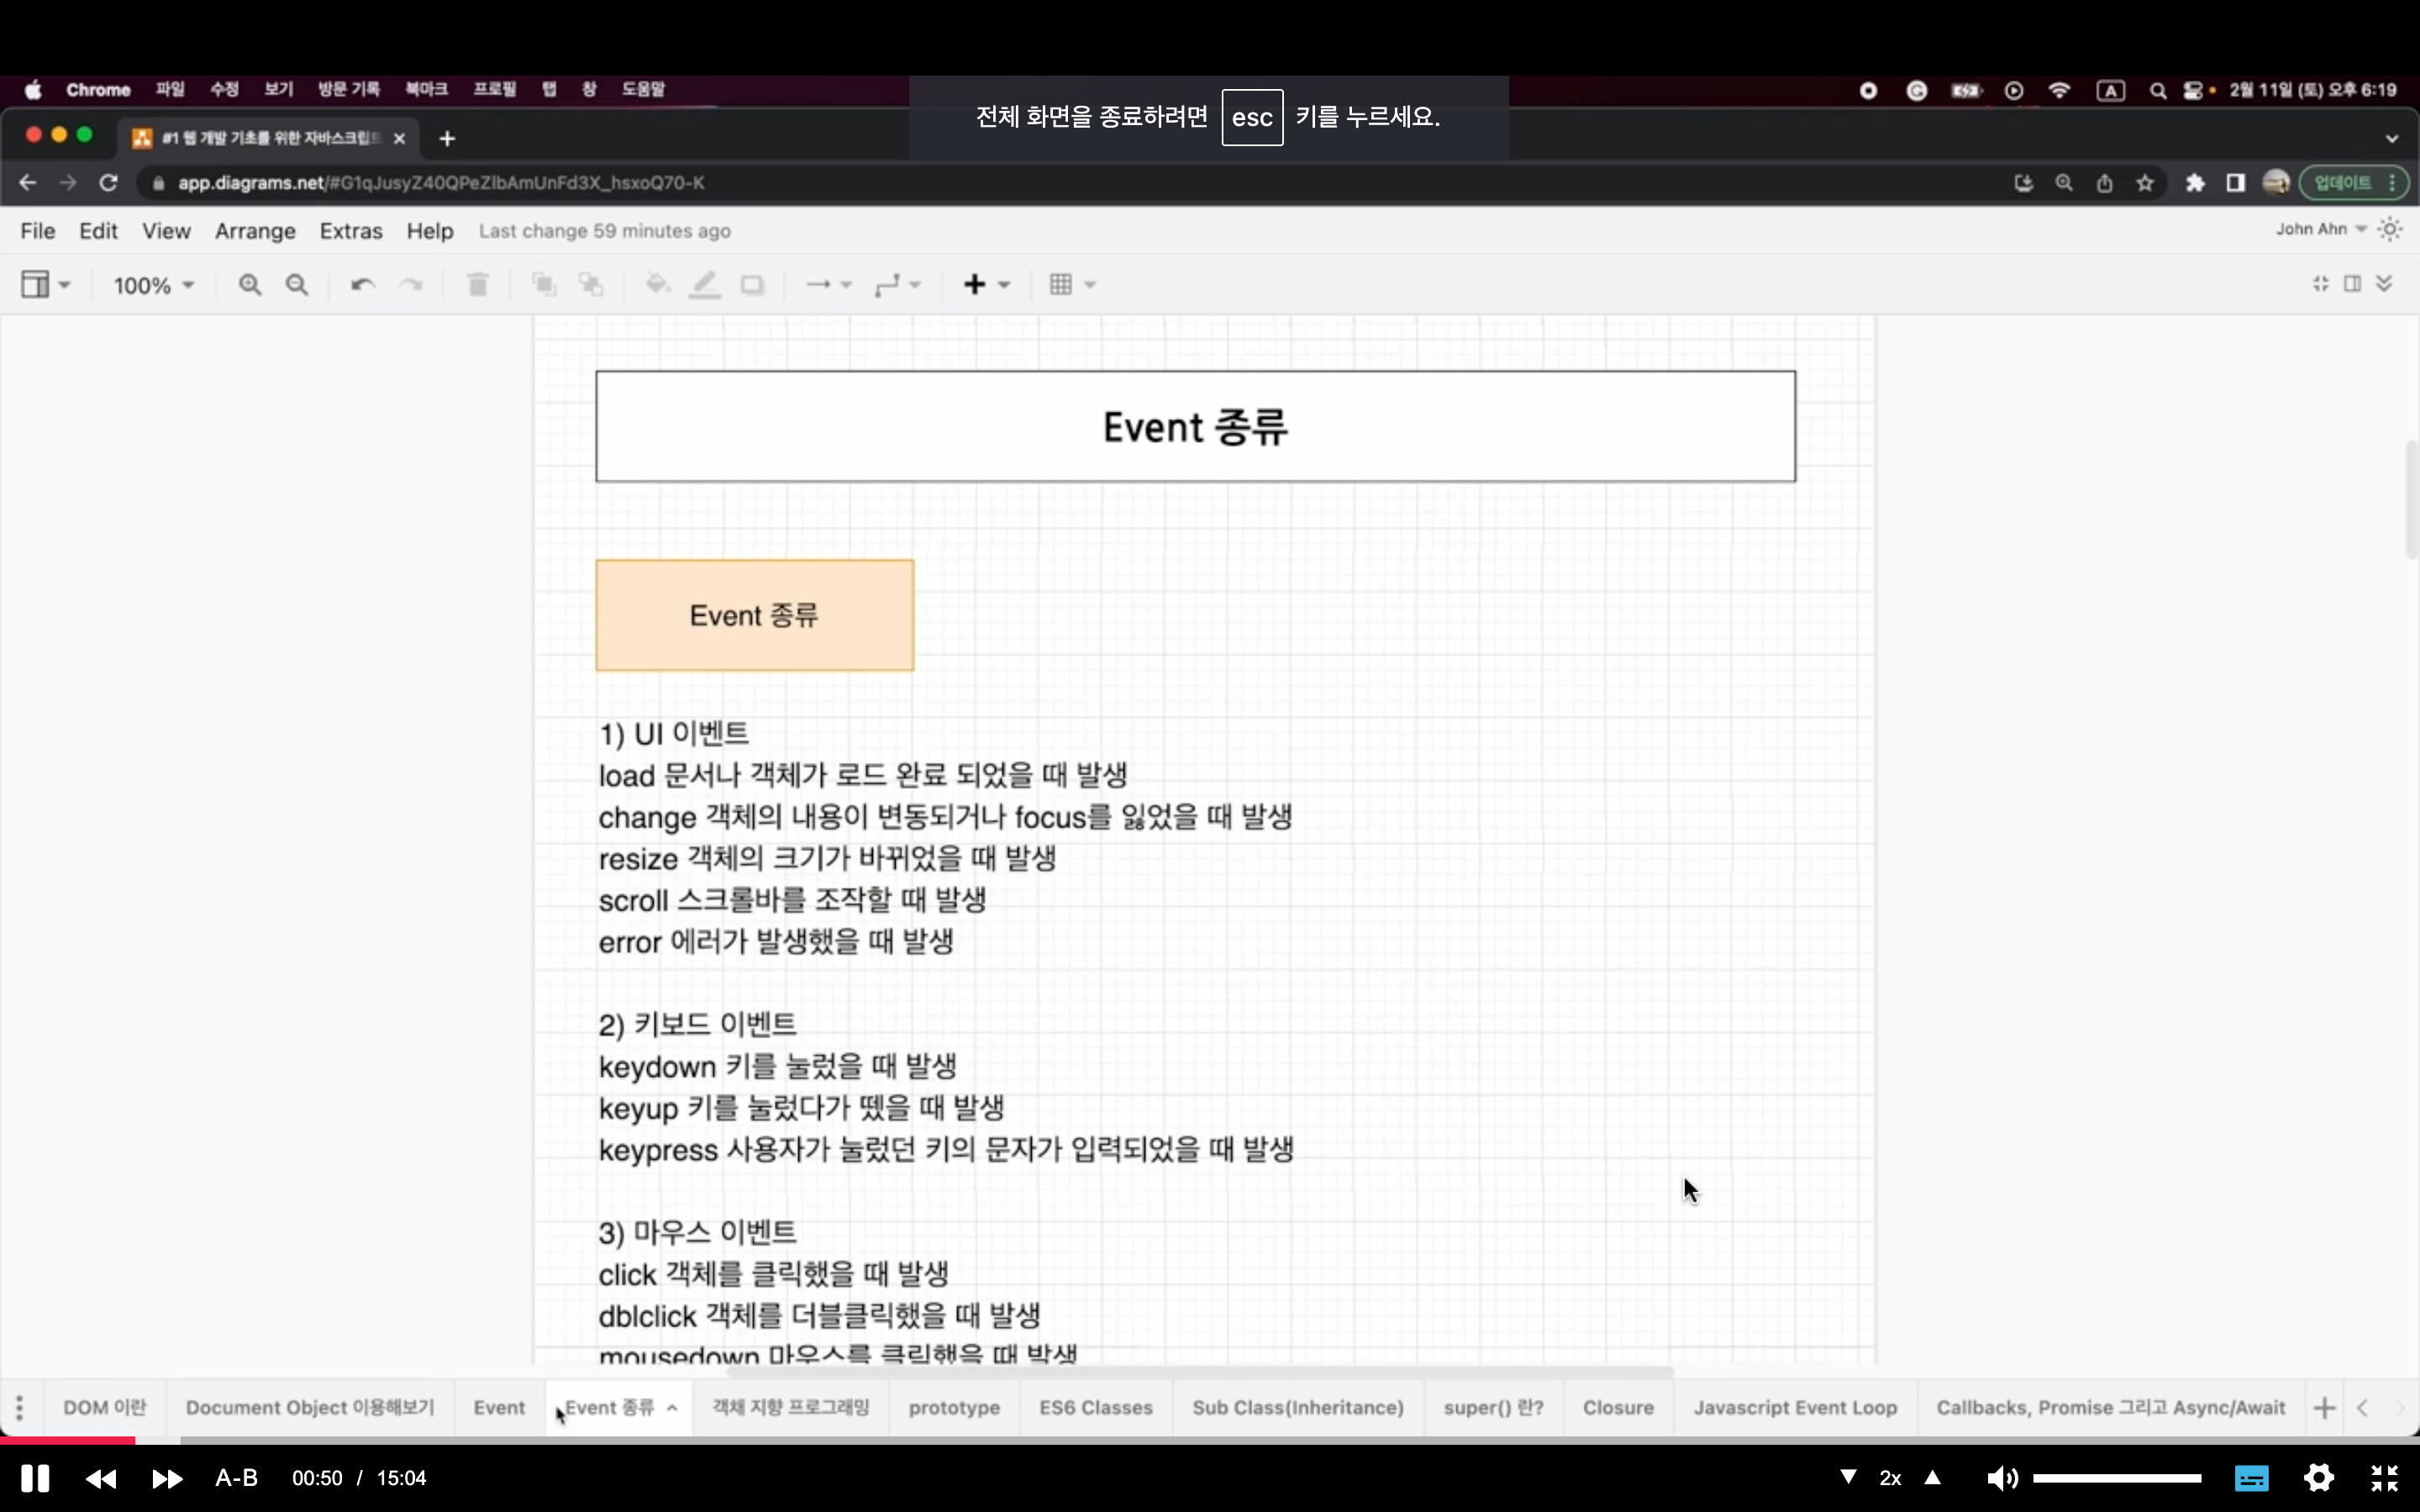 Chrome 파일 수정 보기 방문 기록 북마크 프로필 탭 창 도움말
2월 11일 (토) 오후 6:19
전체 화면을 종료하려면 esc 키를 누르세요.
#1 웹 개발 기초를 위한 자바스크립트
app.diagrams.net/#G1qJusyZ40QPeZlbAmUnFd3X_hsxoQ70-K
업데이트
File Edit View Arrange Extras Help Last change 59 minutes ago
John Ahn
100%
Event 종류
Event 종류
1) UI 이벤트
load 문서나 객체가 로드 완료 되었을 때 발생
change 객체의 내용이 변동되거나 focus를 잃었을 때 발생
resize 객체의 크기가 바뀌었을 때 발생
scroll 스크롤바를 조작할 때 발생
error 에러가 발생했을 때 발생
2) 키보드 이벤트
keydown 키를 눌렀을 때 발생
keyup 키를 눌렀다가 뗐을 때 발생
keypress 사용자가 눌렀던 키의 문자가 입력되었을 때 발생
3) 마우스 이벤트
click 객체를 클릭했을 때 발생
dblclick 객체를 더블클릭했을 때 발생
mousedown 마우스를 클릭했을 때 발생
DOM 이란 Document Object 이용해보기 Event Event 종류 객체 지향 프로그래밍 prototype ES6 Classes Sub Class(Inheritance) super() 란? Closure Javascript Event Loop Callbacks, Promise 그리고 Async/Await
A-B 00:50 / 15:04
2x